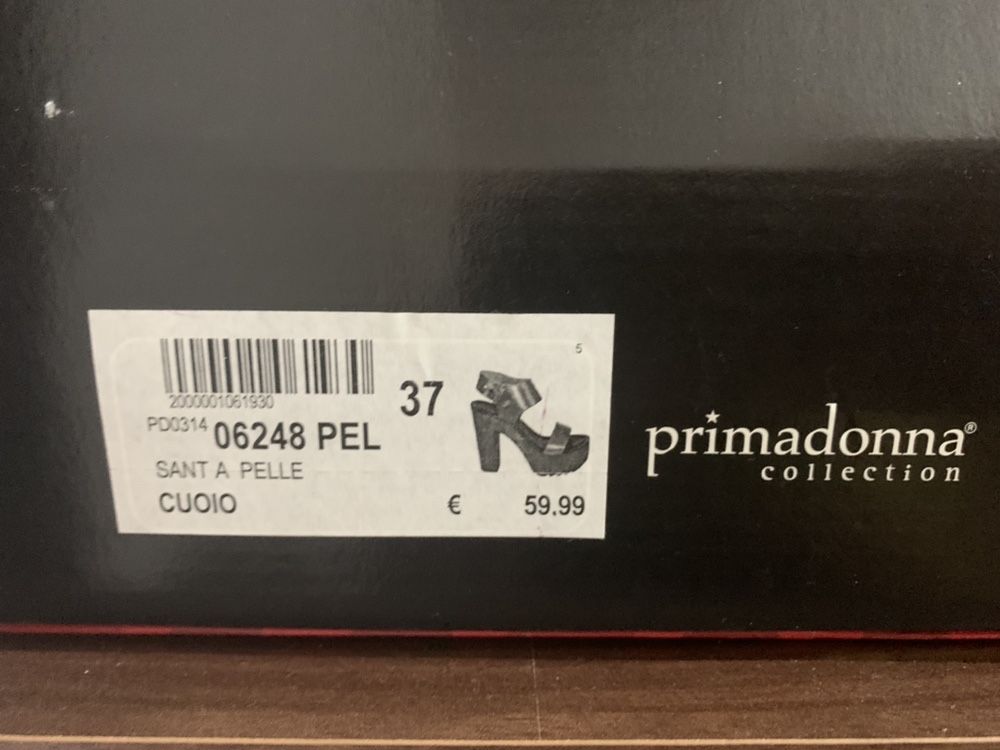 5
2000001061930
37
PD0314 06248 PEL
SANT A PELLE
CUOIO € 59.99
primadonna®
collection